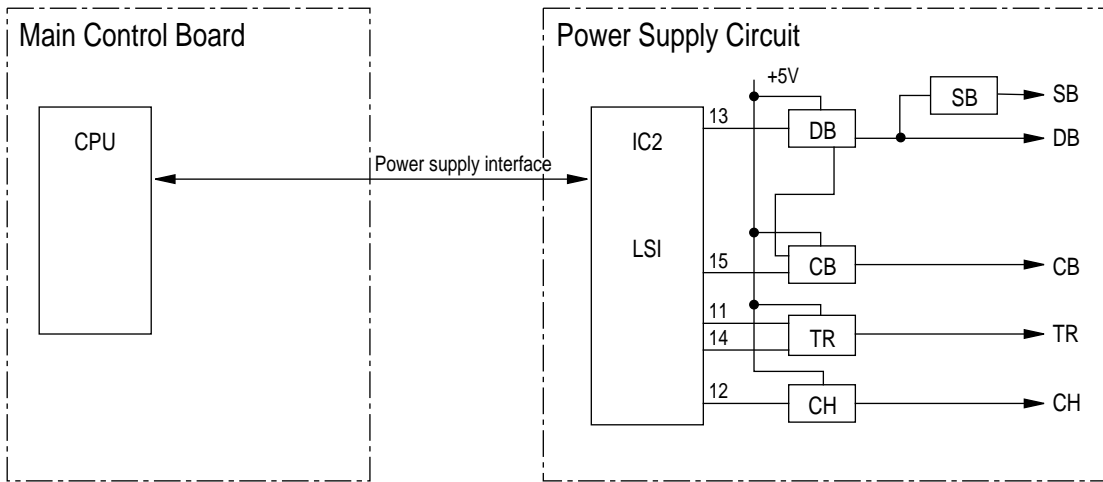 Main Control Board
Power Supply Circuit
+5V
SB
SB
13
DB
DB
CPU
IC2
Power supply interface
LSI
15
CB
CB
11
TR
TR
14
12
CH
CH